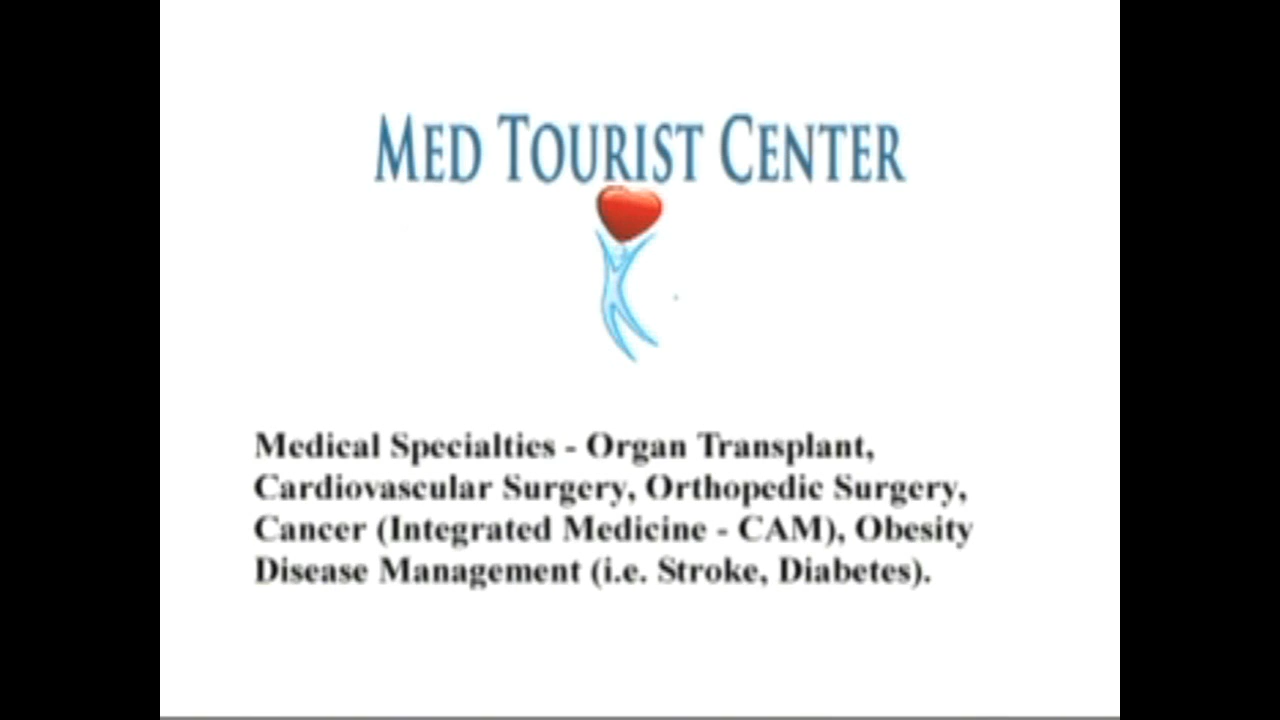 MED TOURIST CENTER
Medical Specialties - Organ Transplant,
Cardiovascular Surgery, Orthopedic Surgery,
Cancer (Integrated Medicine - CAM), Obesity
Disease Management (i.e. Stroke, Diabetes).